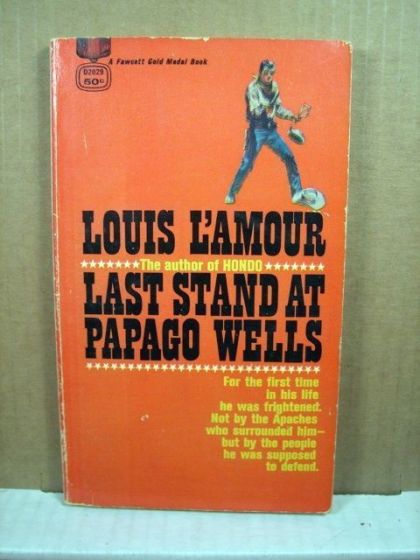 A Fawcett Gold Medal Book
D2029
50¢
LOUIS L'AMOUR
The author of HONDO
LAST STAND AT
PAPAGO WELLS
For the first time
in his life
he was frightened.
Not by the Apaches
who surrounded him—
but by the people
he was supposed
to defend.